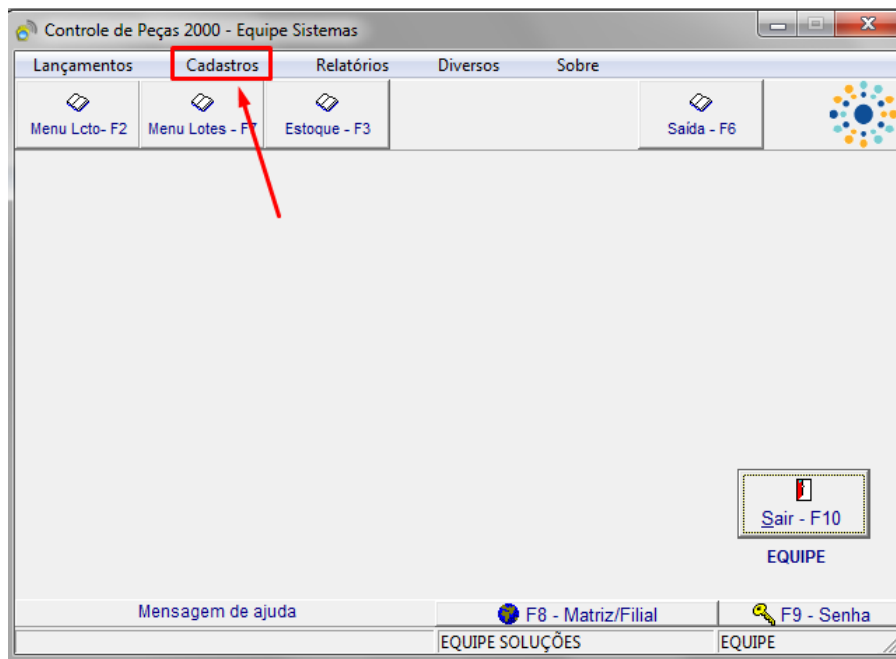 Controle de Peças 2000 - Equipe Sistemas
Lançamentos Cadastros Relatórios Diversos Sobre
Menu Lcto- F2 Menu Lotes - F7 Estoque - F3 Saída - F6
Sair - F10
EQUIPE
Mensagem de ajuda F8 - Matriz/Filial F9 - Senha
EQUIPE SOLUÇÕES EQUIPE